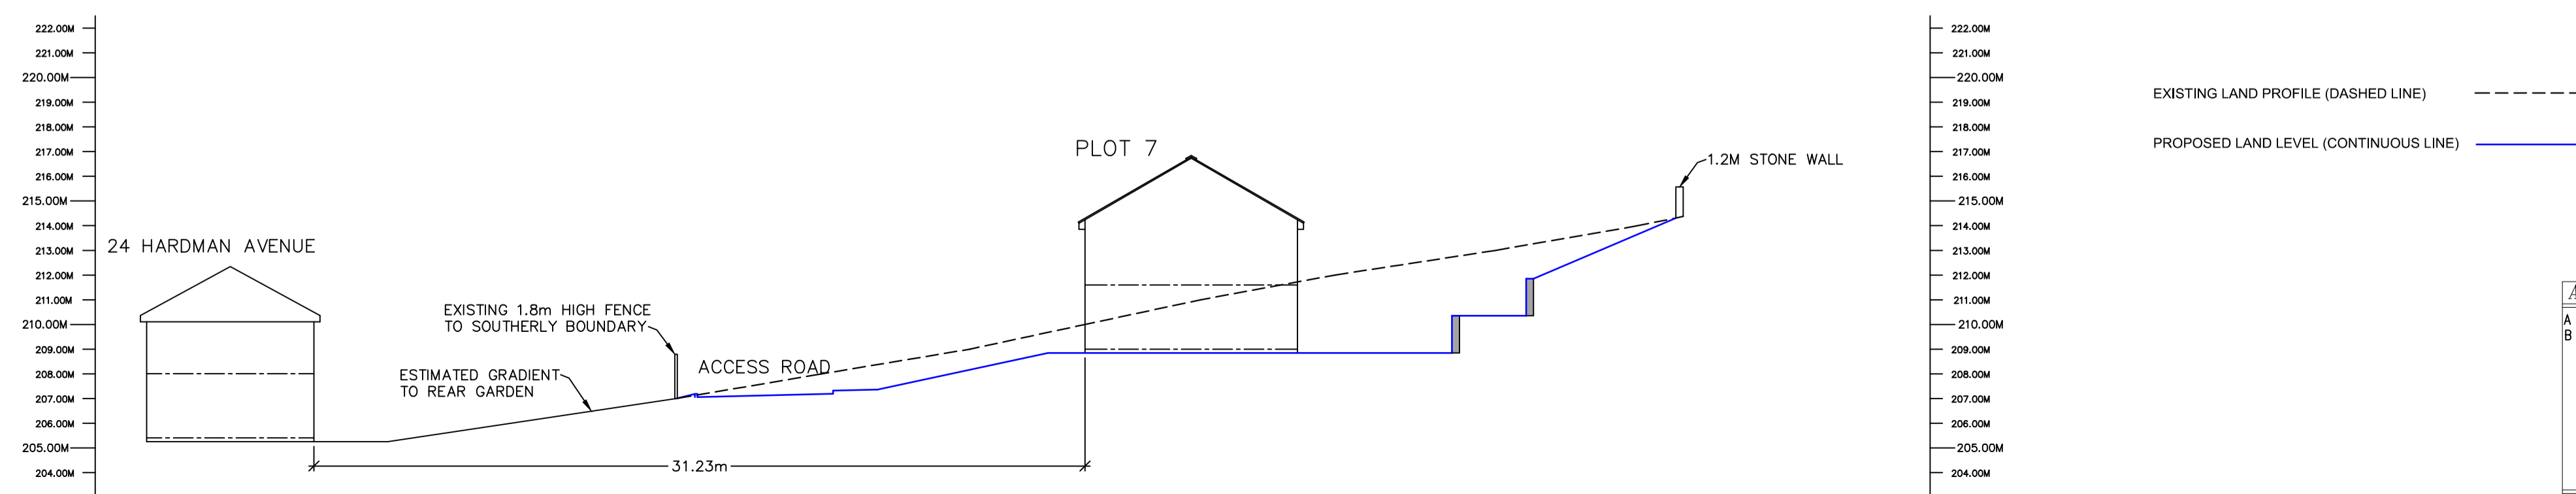 222.00M
221.00M
220.00M
219.00M
218.00M
217.00M
216.00M
215.00M
214.00M
213.00M
212.00M
211.00M
210.00M
209.00M
208.00M
207.00M
206.00M
205.00M
204.00M
24 HARDMAN AVENUE
EXISTING 1.8m HIGH FENCE
TO SOUTHERLY BOUNDARY
ESTIMATED GRADIENT
TO REAR GARDEN
ACCESS ROAD
31.23m
PLOT 7
1.2M STONE WALL
222.00M
221.00M
220.00M
219.00M
218.00M
217.00M
216.00M
215.00M
214.00M
213.00M
212.00M
211.00M
210.00M
209.00M
208.00M
207.00M
206.00M
205.00M
204.00M
EXISTING LAND PROFILE (DASHED LINE)
PROPOSED LAND LEVEL (CONTINUOUS LINE)
A
B